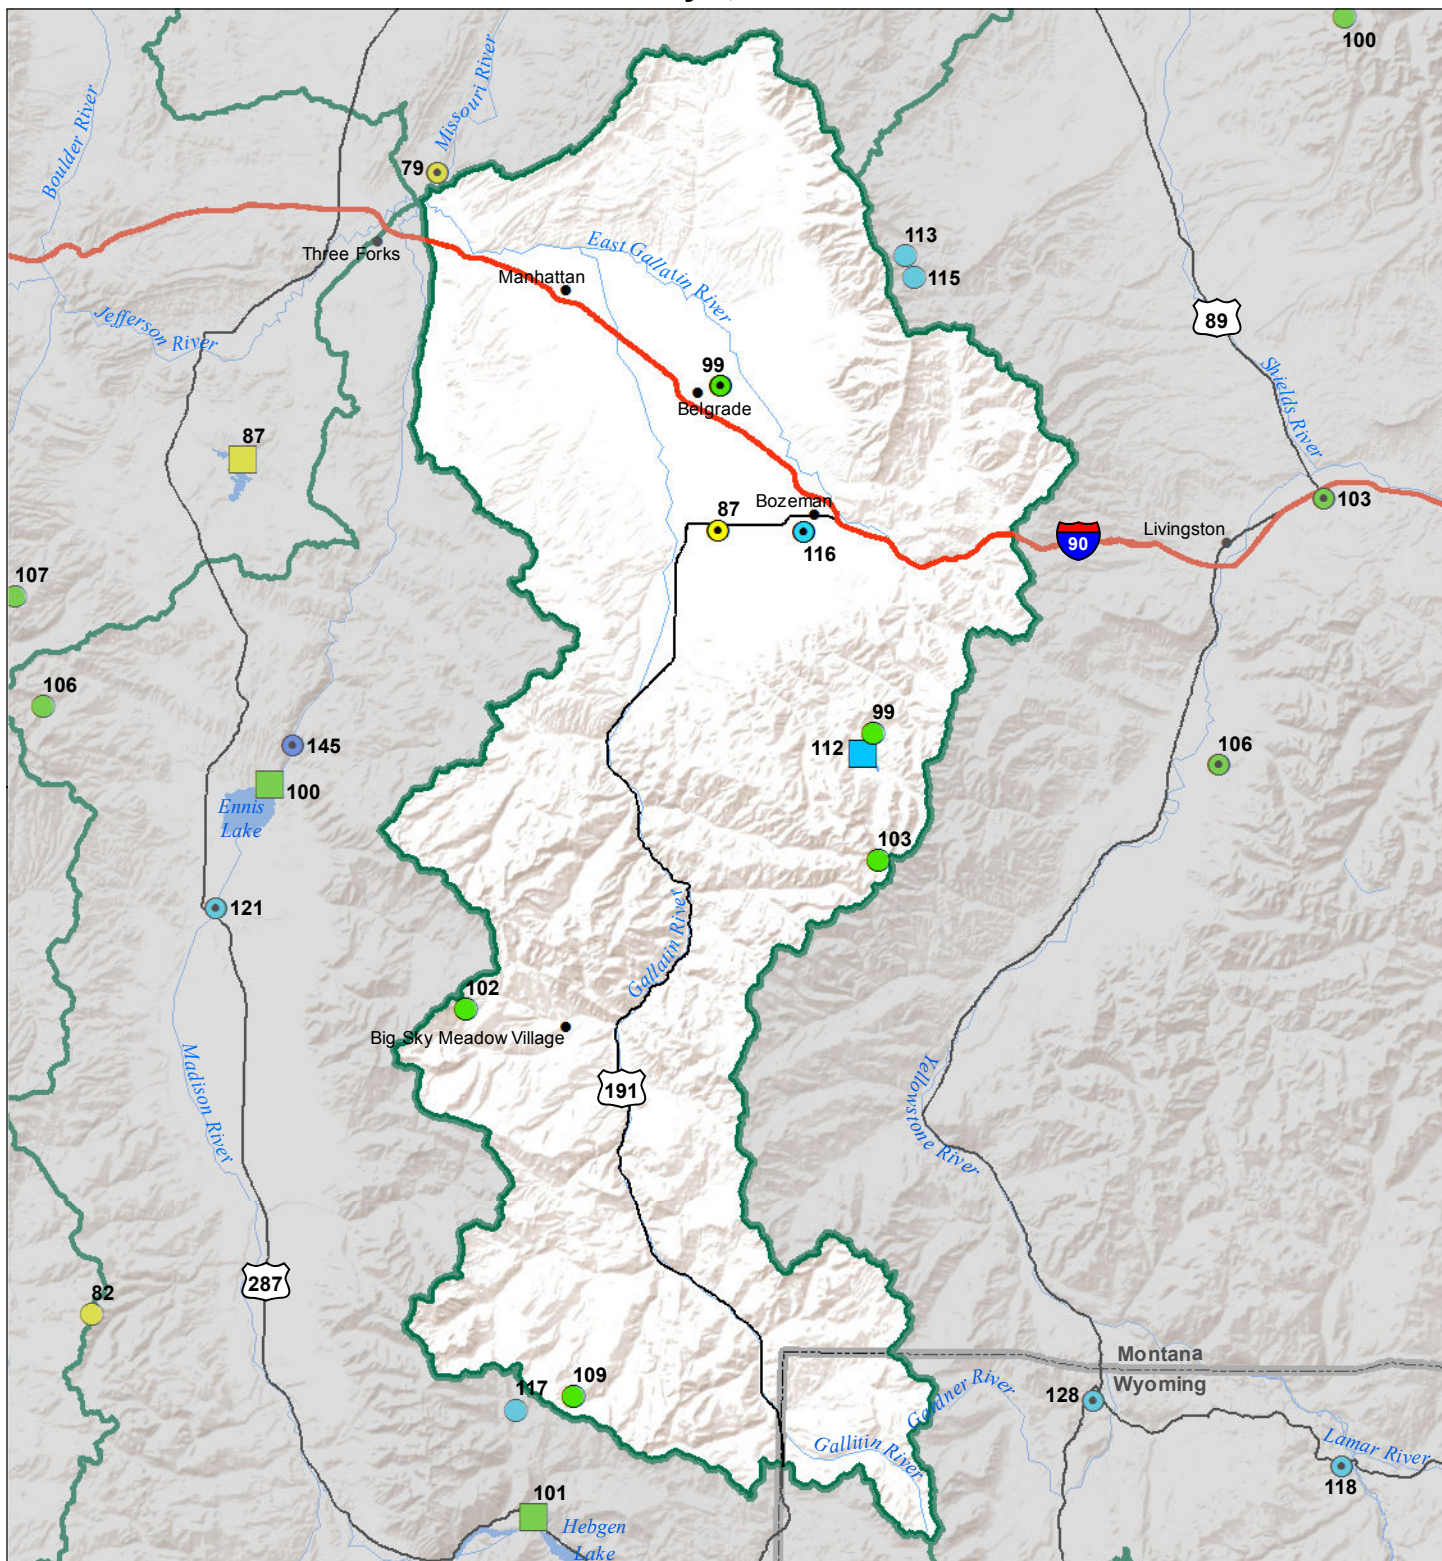 100
Missouri River
Boulder River
79
113
East Gallatin River
Three Forks
115
Manhattan
Jefferson River
89
Shields River
99
Belgrade
87
87
Bozeman
103
116
Livingston
90
107
106
99
145
112
106
100
Ennis
Lake
103
121
Gallatin River
102
Big Sky Meadow Village
Madison River
191
Yellowstone River
287
82
Montana
Wyoming
109
117
128
Gardner River
Gallitin River
Lamar River
118
101
Hebgen
Lake